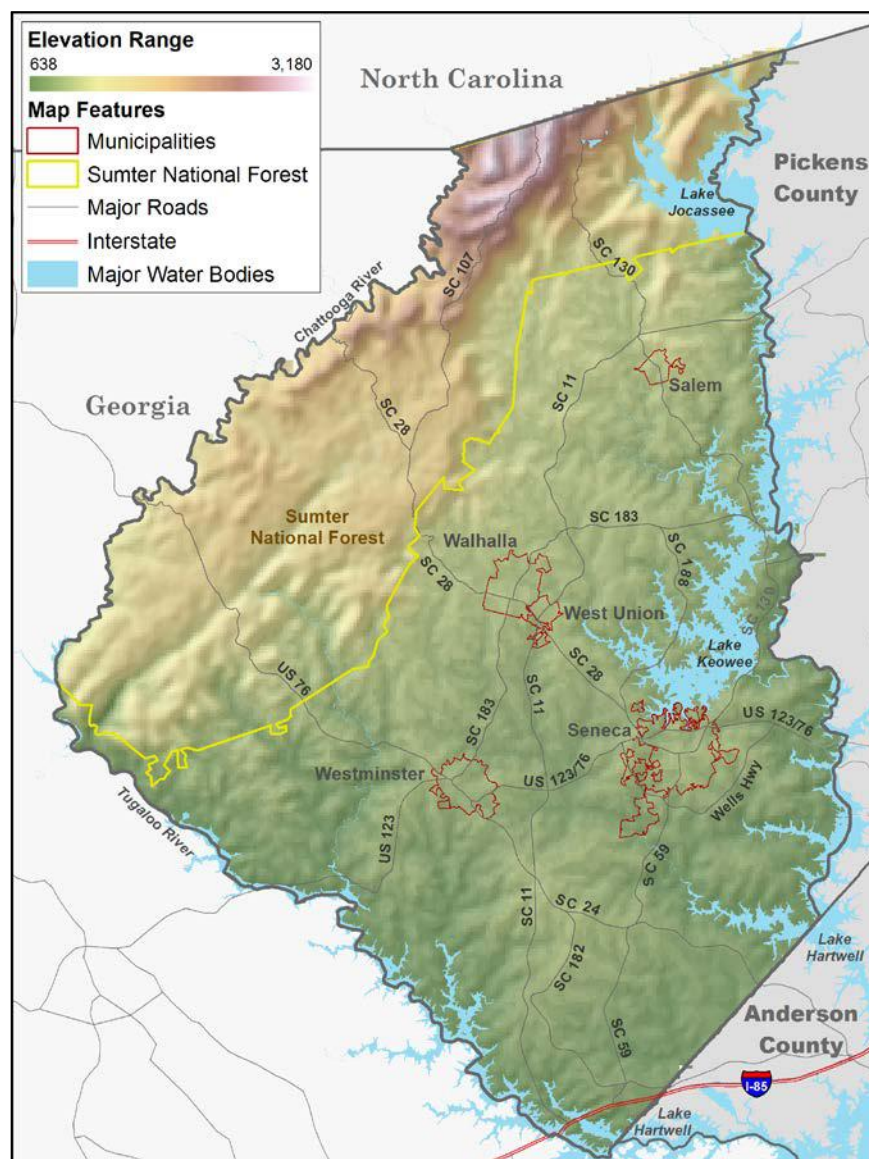 Elevation Range
638 3,180
Map Features
Municipalities
Sumter National Forest
Major Roads
Interstate
Major Water Bodies
North Carolina
Pickens
County
Lake
Jocassee
SC 130
SC 107
Chattooga River
Georgia
SC 28
SC 11
Salem
Sumter
National Forest
SC 183
Walhalla
SC 28
SC 188
West Union
SC 130
Lake
Keowee
SC 28
US 76
SC 183
SC 11
Seneca
US 123/76
Westminster
US 123/76
Wells Hwy
Tugaloo River
US 123
SC 59
SC 11
SC 24
SC 182
Lake
Hartwell
Anderson
County
SC 59
I-85
Lake
Hartwell